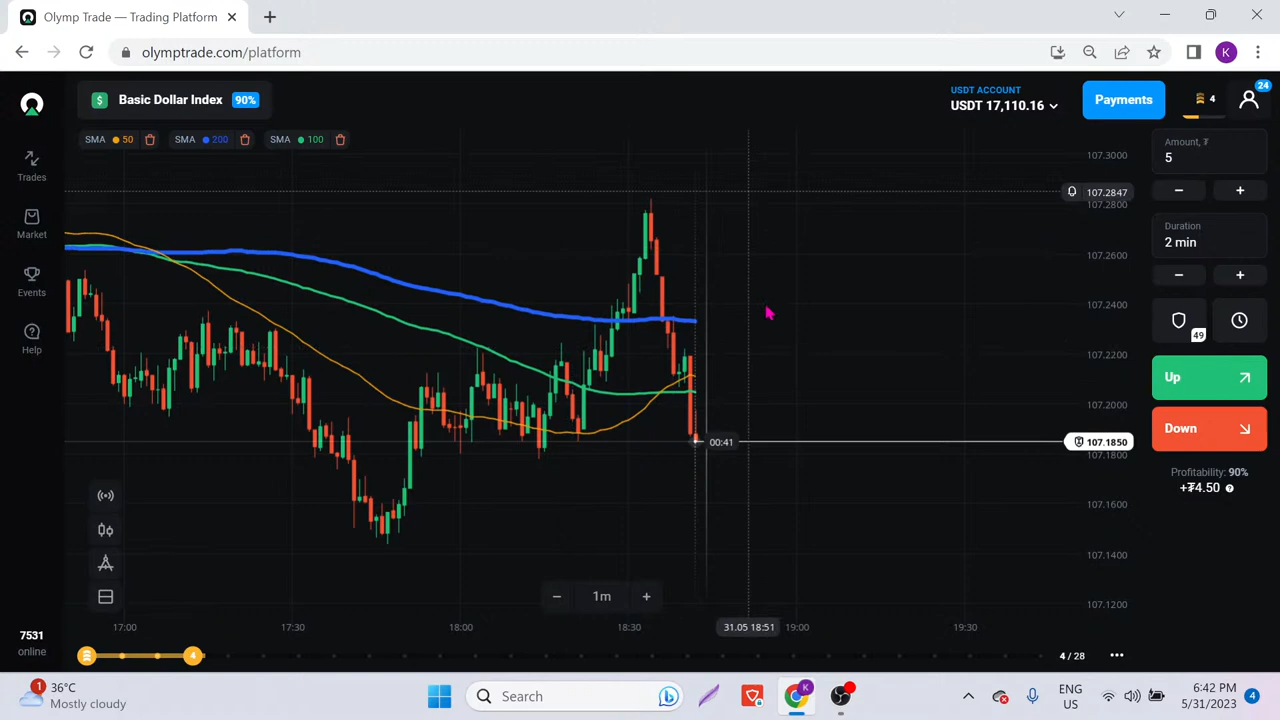 Olymp Trade — Trading Platform
olymptrade.com/platform
K
Basic Dollar Index 90%
USDT ACCOUNT
USDT 17,110.16
Payments
4
24
SMA 50
SMA 200
SMA 100
Trades
Market
Events
Help
7531
online
107.3000
107.2847
107.2800
107.2600
107.2400
107.2200
107.2000
107.1850
107.1800
107.1600
107.1400
107.1200
00:41
1m
17:00
17:30
18:00
18:30
31.05 18:51
19:00
19:30
4
4 / 28
Amount, ₮
5
Duration
2 min
49
Up
Down
Profitability: 90%
+₮4.50
1
36°C
Mostly cloudy
Search
K
ENG
US
6:42 PM
5/31/2023
4